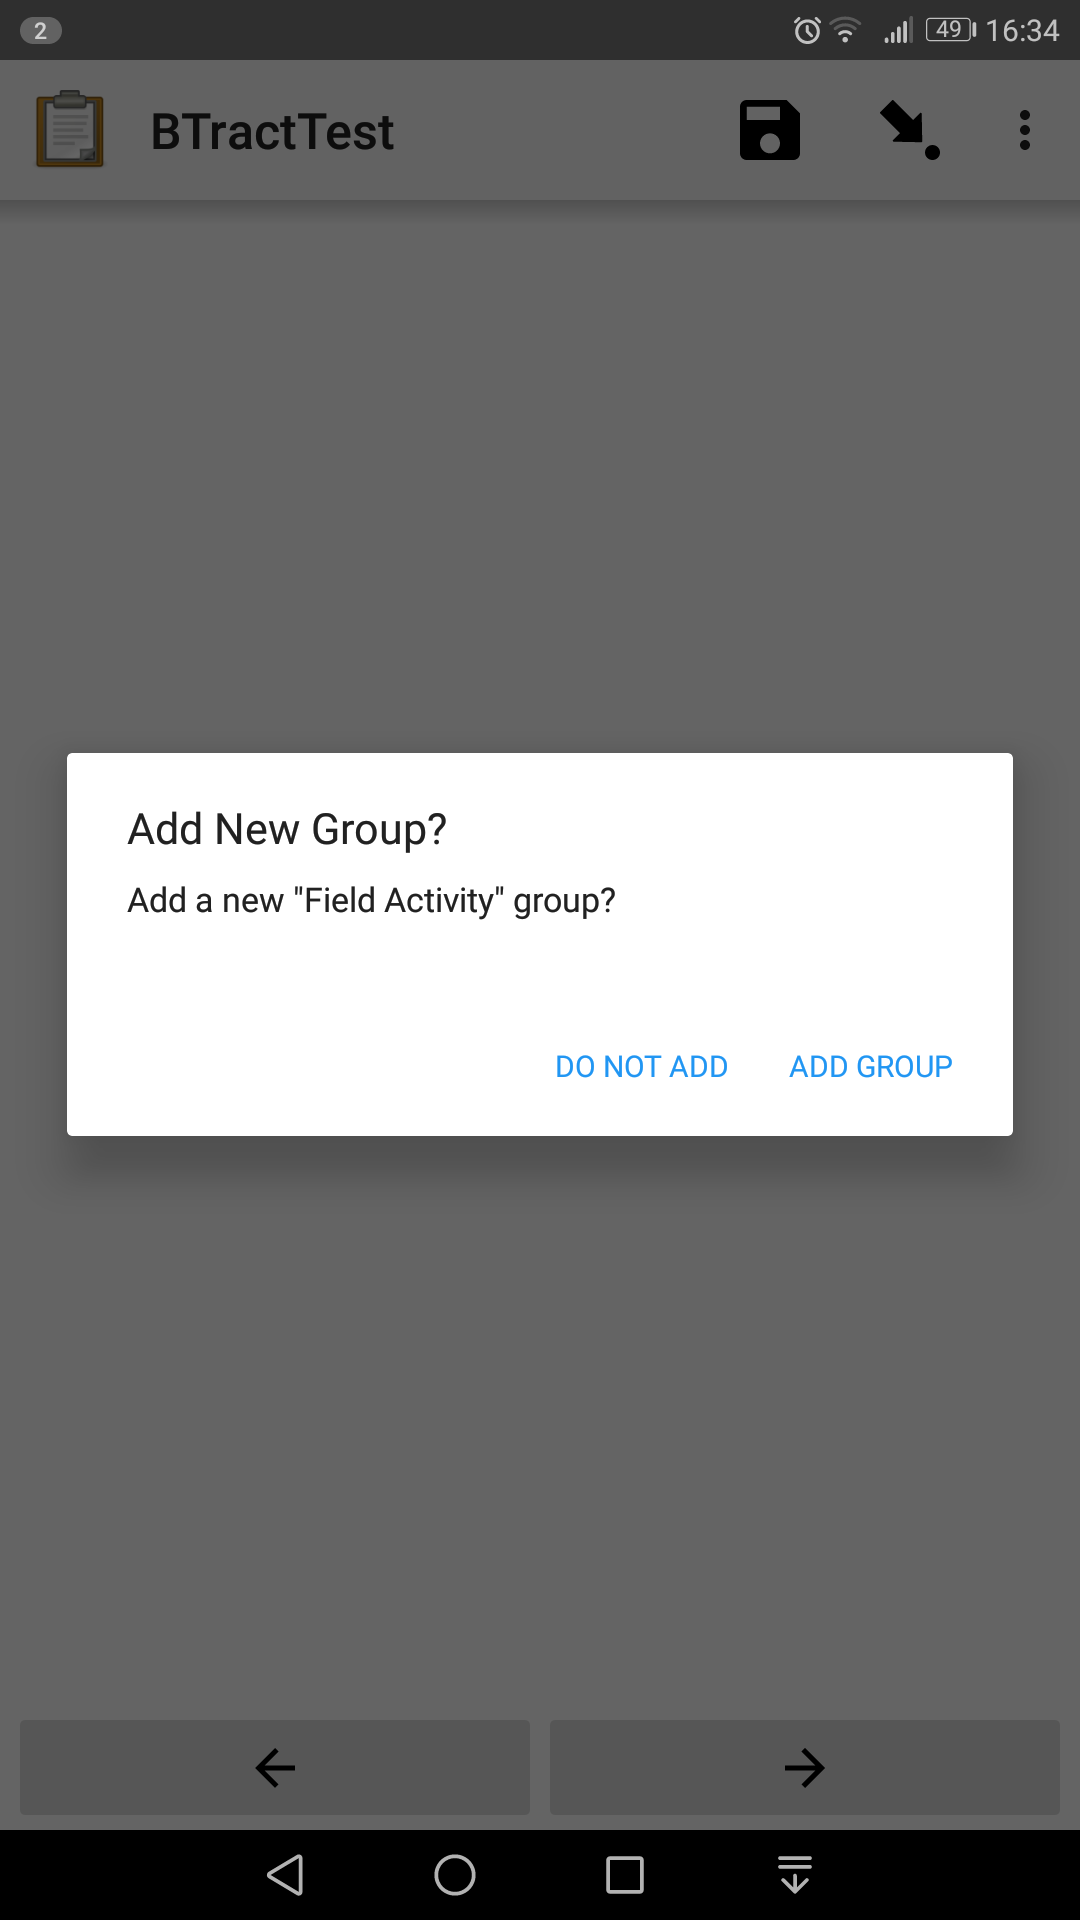 2
49 16:34
BTractTest
Add New Group?
Add a new "Field Activity" group?
DO NOT ADD ADD GROUP